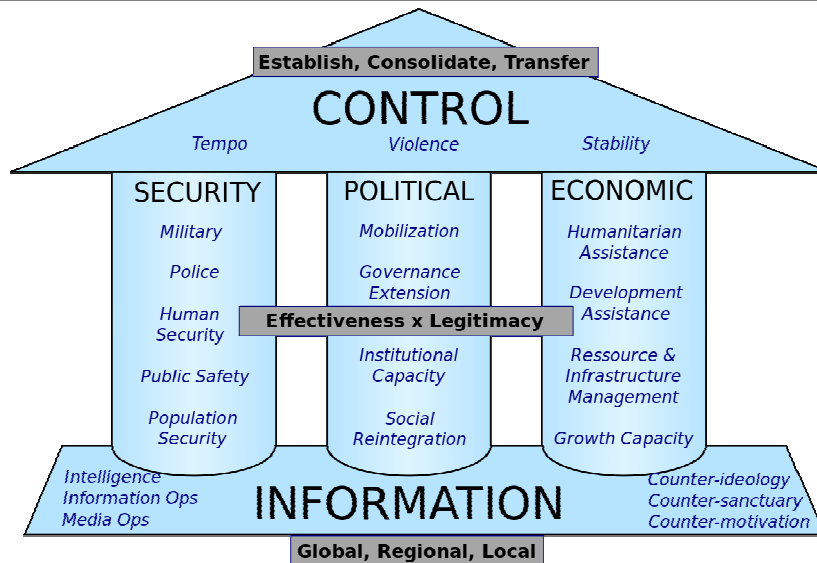 Establish, Consolidate, Transfer
CONTROL
Tempo
Violence
Stability
SECURITY
Military
Police
Human
Security
Public Safety
Population
Security
POLITICAL
Mobilization
Governance
Extension
Effectiveness x Legitimacy
Institutional
Capacity
Social
Reintegration
ECONOMIC
Humanitarian
Assistance
Development
Assistance
Ressource &
Infrastructure
Management
Growth Capacity
Intelligence
Information Ops
Media Ops
INFORMATION
Counter-ideology
Counter-sanctuary
Counter-motivation
Global, Regional, Local